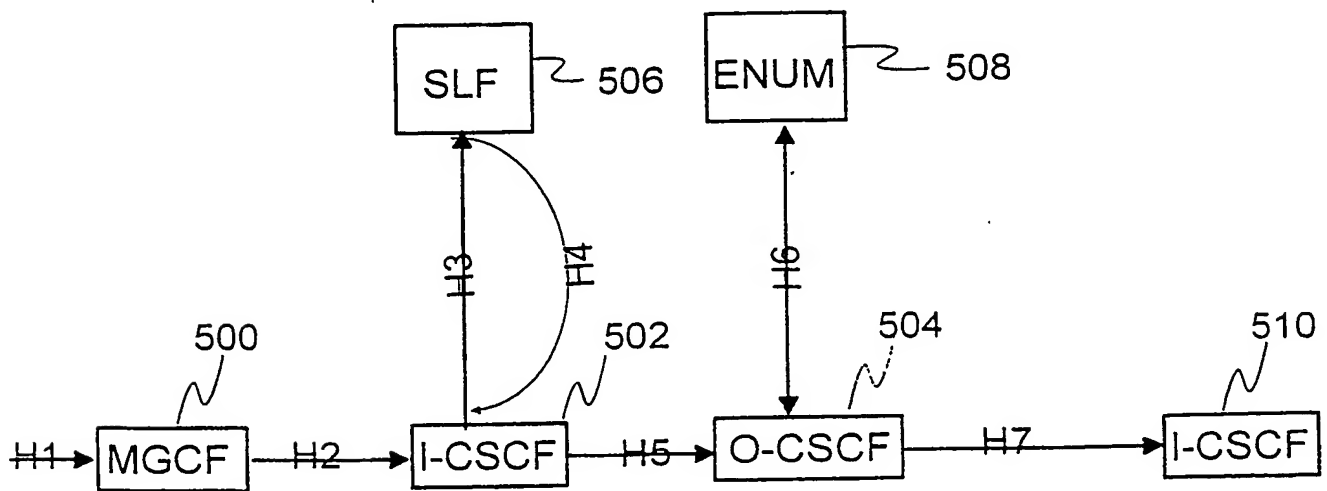 SLF
506
ENUM
508
H3
H4
H6
500
502
504
510
H1
MGCF
H2
I-CSCF
H5
O-CSCF
H7
I-CSCF